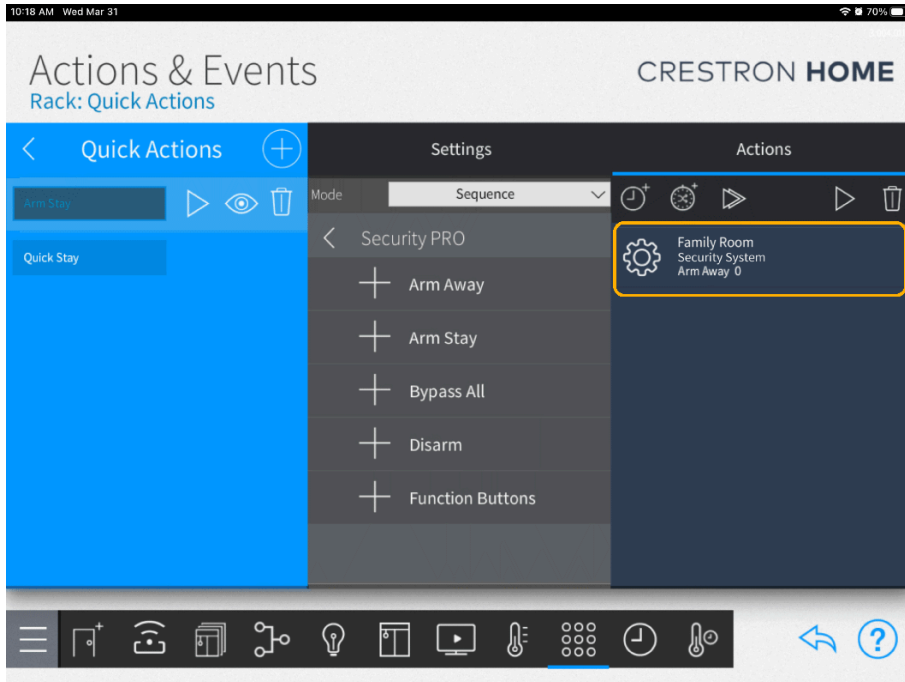 10:18 AM Wed Mar 31
70%
Actions & Events
Rack: Quick Actions
CRESTRON HOME
Quick Actions
Settings
Actions
Arm Stay
Mode
Sequence
Quick Stay
Security PRO
Family Room
Security System
Arm Away 0
Arm Away
Arm Stay
Bypass All
Disarm
Function Buttons
?